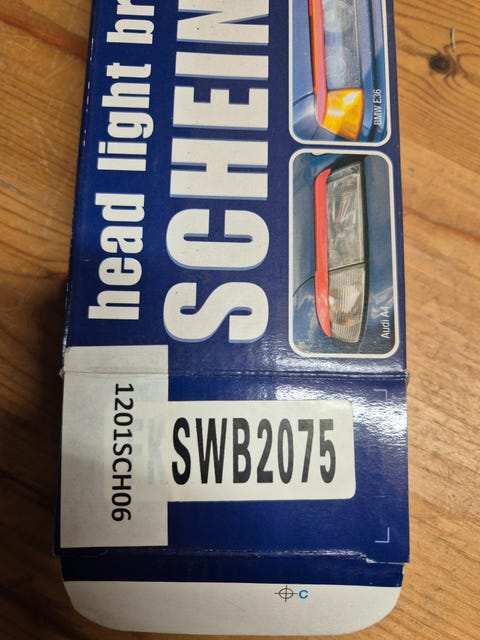 head light br
SCHEIN
BMW E36
Audi A4
1201SCH06
SWB2075
C